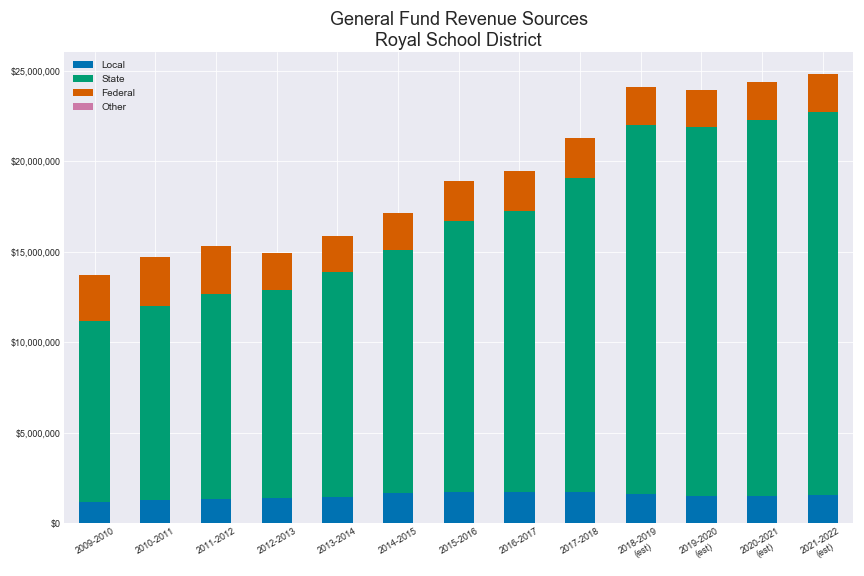 General Fund Revenue Sources
Royal School District
Local
State
Federal
Other
$25,000,000
$20,000,000
$15,000,000
$10,000,000
$5,000,000
$0
2009-2010
2010-2011
2011-2012
2012-2013
2013-2014
2014-2015
2015-2016
2016-2017
2017-2018
2018-2019
(est)
2019-2020
(est)
2020-2021
(est)
2021-2022
(est)